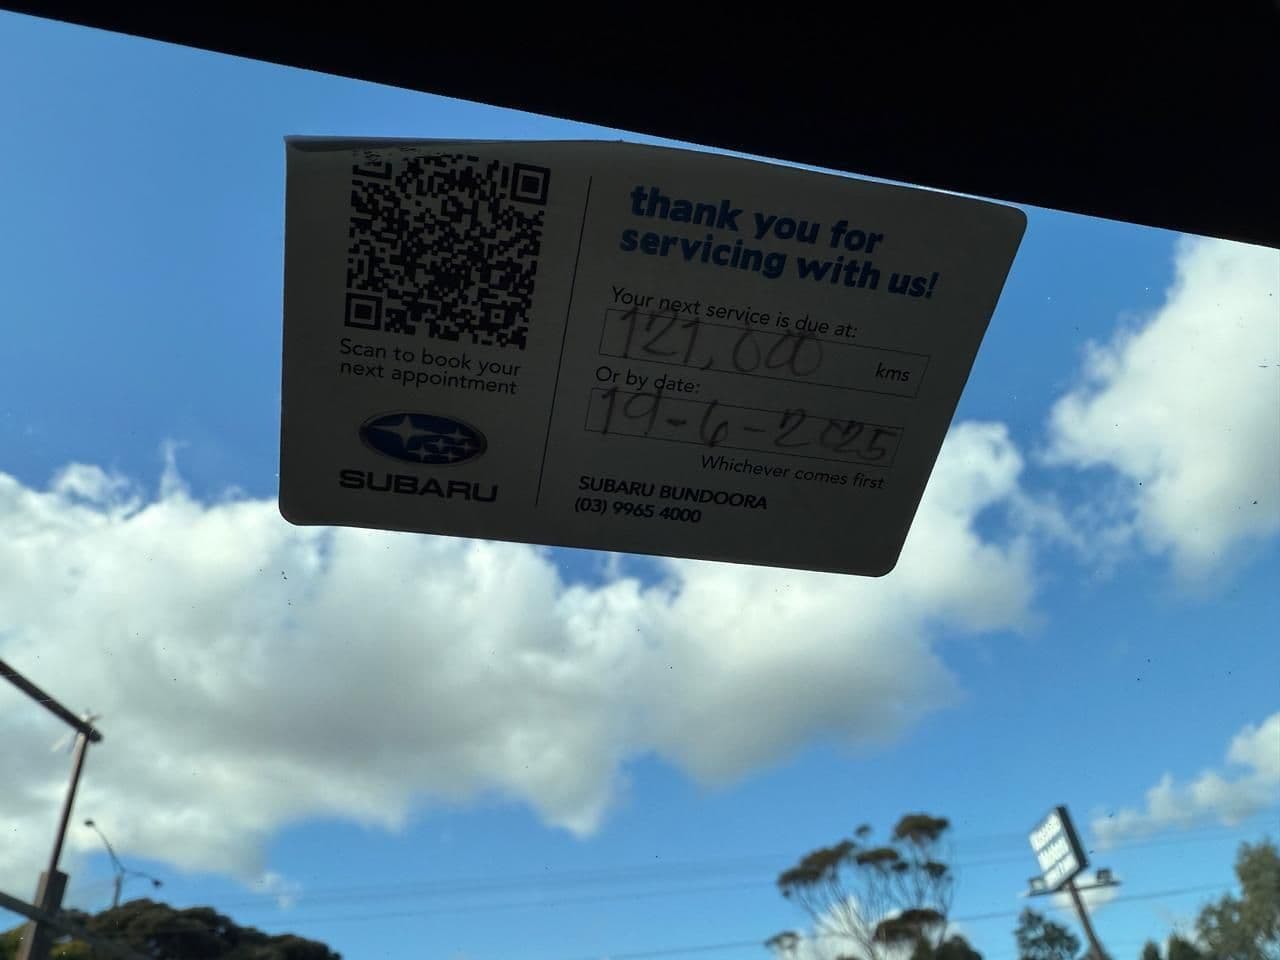 Scan to book your
next appointment
SUBARU
thank you for
servicing with us!
Your next service is due at:
121,000 kms
Or by date:
19-6-2025
Whichever comes first
SUBARU BUNDOORA
(03) 9965 4000